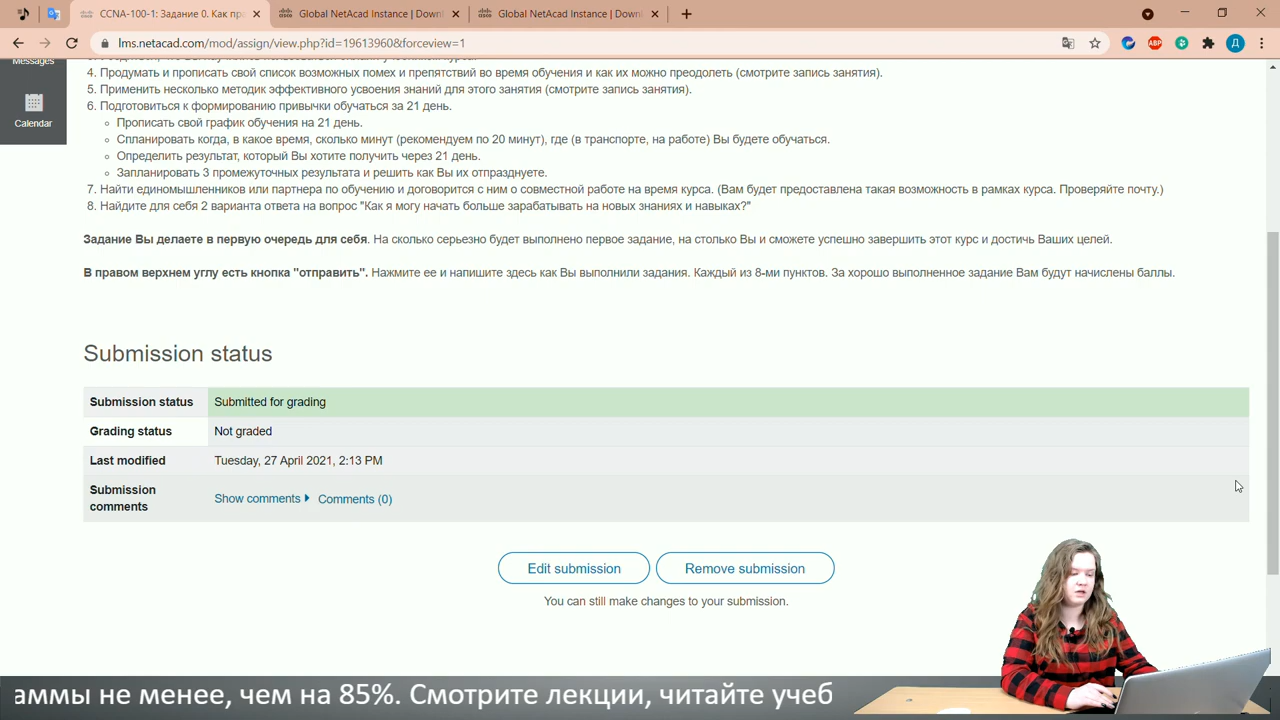 CCNA-100-1: Задание 0. Как пр
Global NetAcad Instance | Downl
Global NetAcad Instance | Downl
lms.netacad.com/mod/assign/view.php?id=19613960&forceview=1
ABP
Д
Messages
Calendar
4. Продумать и прописать свой список возможных помех и препятствий во время обучения и как их можно преодолеть (смотрите запись занятия).
5. Применить несколько методик эффективного усвоения знаний для этого занятия (смотрите запись занятия).
6. Подготовиться к формированию привычки обучаться за 21 день.
Прописать свой график обучения на 21 день.
Спланировать когда, в какое время, сколько минут (рекомендуем по 20 минут), где (в транспорте, на работе) Вы будете обучаться.
Определить результат, который Вы хотите получить через 21 день.
Запланировать 3 промежуточных результата и решить как Вы их отпразднуете.
7. Найти единомышленников или партнера по обучению и договорится с ним о совместной работе на время курса. (Вам будет предоставлена такая возможность в рамках курса. Проверяйте почту.)
8. Найдите для себя 2 варианта ответа на вопрос "Как я могу начать больше зарабатывать на новых знаниях и навыках?"
Задание Вы делаете в первую очередь для себя. На сколько серьезно будет выполнено первое задание, на столько Вы и сможете успешно завершить этот курс и достичь Ваших целей.
В правом верхнем углу есть кнопка "отправить". Нажмите ее и напишите здесь как Вы выполнили задания. Каждый из 8-ми пунктов. За хорошо выполненное задание Вам будут начислены баллы.
Submission status
Submission status Submitted for grading
Grading status Not graded
Last modified Tuesday, 27 April 2021, 2:13 PM
Submission comments Show comments Comments (0)
Edit submission Remove submission
You can still make changes to your submission.
аммы не менее, чем на 85%. Смотрите лекции, читайте учеб